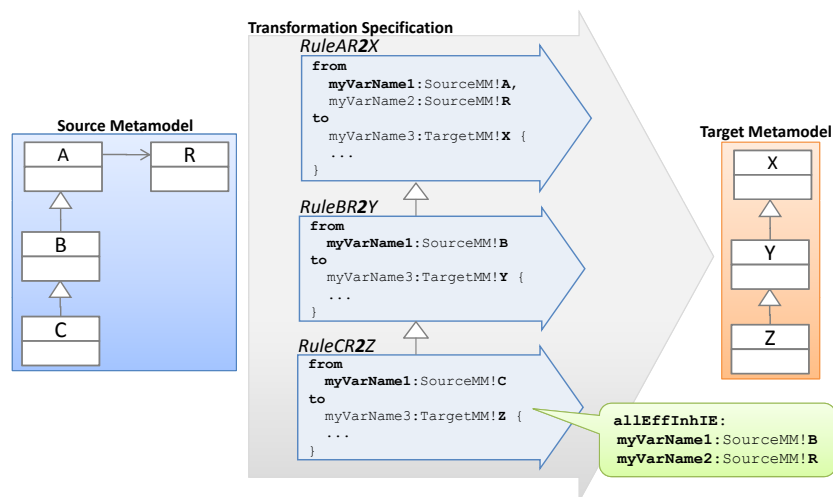 Transformation Specification
Source Metamodel
A
R
B
C
RuleAR2X
from
myVarName1:SourceMM!A,
myVarName2:SourceMM!R
to
myVarName3:TargetMM!X {
...
}
RuleBR2Y
from
myVarName1:SourceMM!B
to
myVarName3:TargetMM!Y {
...
}
RuleCR2Z
from
myVarName1:SourceMM!C
to
myVarName3:TargetMM!Z {
...
}
Target Metamodel
X
Y
Z
allEffInhIE:
myVarName1:SourceMM!B
myVarName2:SourceMM!R